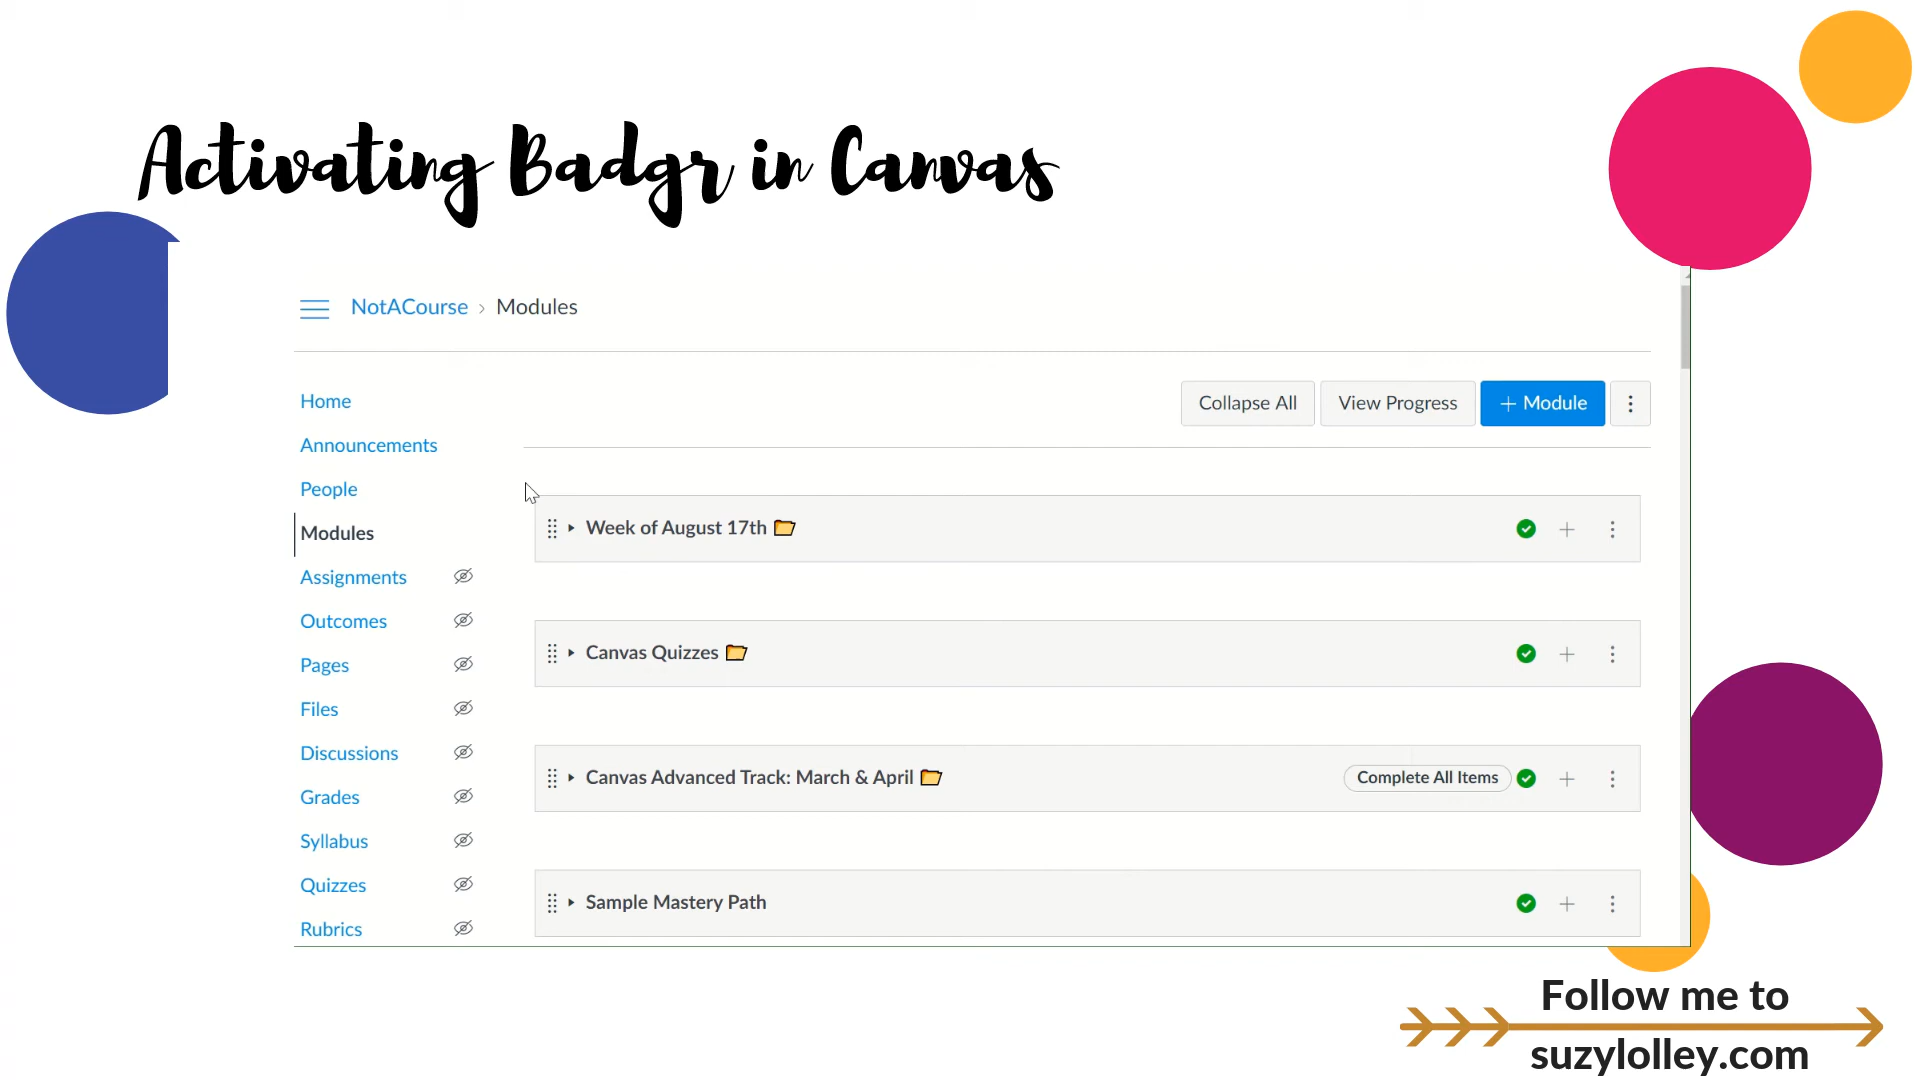 Activating Badgr in Canvas
NotACourse › Modules
Home
Announcements
People
Modules
Assignments
Outcomes
Pages
Files
Discussions
Grades
Syllabus
Quizzes
Rubrics
Collapse All
View Progress
+ Module
Week of August 17th
Canvas Quizzes
Canvas Advanced Track: March & April
Complete All Items
Sample Mastery Path
Follow me to
suzylolley.com